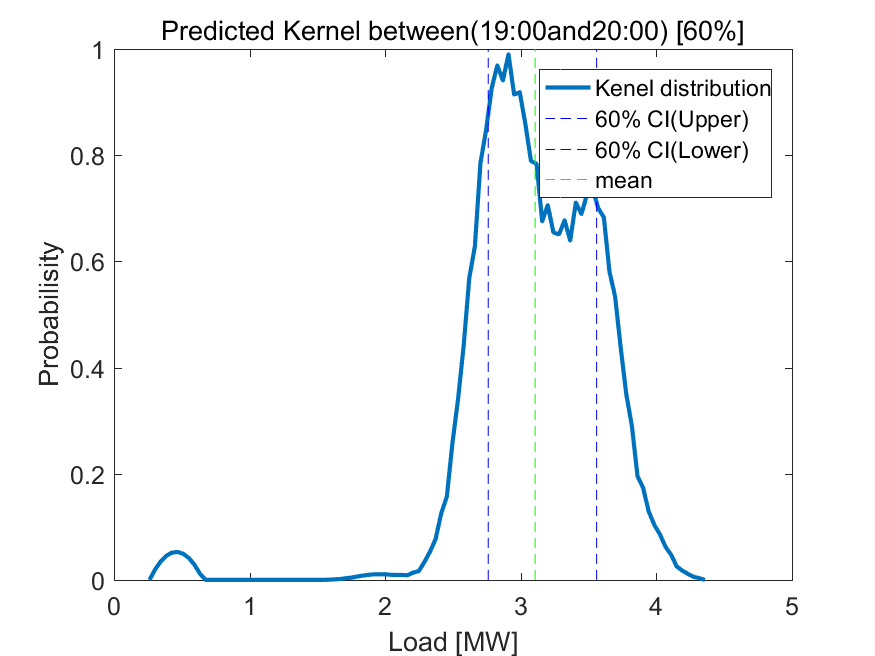 Predicted Kernel between(19:00and20:00) [60%]
Kenel distribution
60% CI(Upper)
60% CI(Lower)
mean
1
0.8
0.6
0.4
0.2
0
Probabilisity
0 1 2 3 4 5
Load [MW]